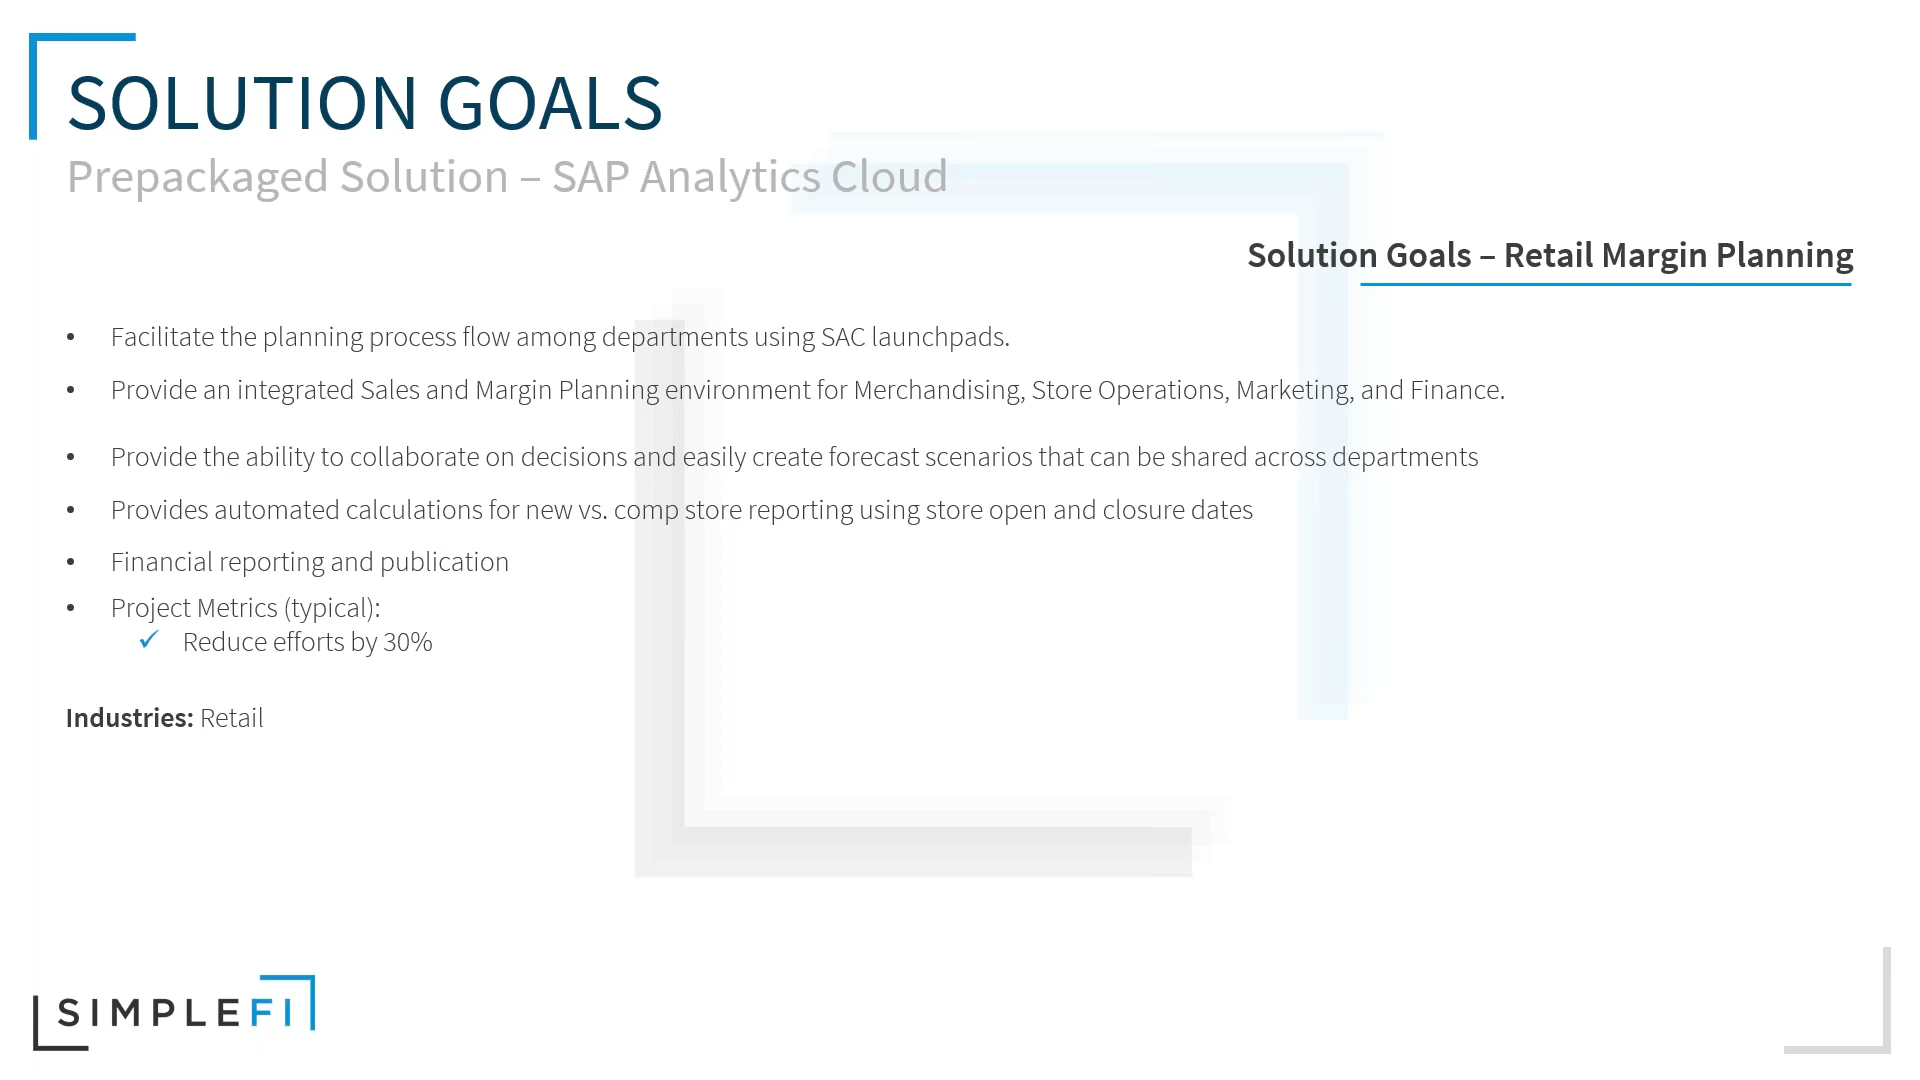 SOLUTION GOALS
Prepackaged Solution – SAP Analytics Cloud
Solution Goals – Retail Margin Planning
• Facilitate the planning process flow among departments using SAC launchpads.
• Provide an integrated Sales and Margin Planning environment for Merchandising, Store Operations, Marketing, and Finance.
• Provide the ability to collaborate on decisions and easily create forecast scenarios that can be shared across departments
• Provides automated calculations for new vs. comp store reporting using store open and closure dates
• Financial reporting and publication
• Project Metrics (typical):
✓ Reduce efforts by 30%
Industries: Retail
SIMPLEFI